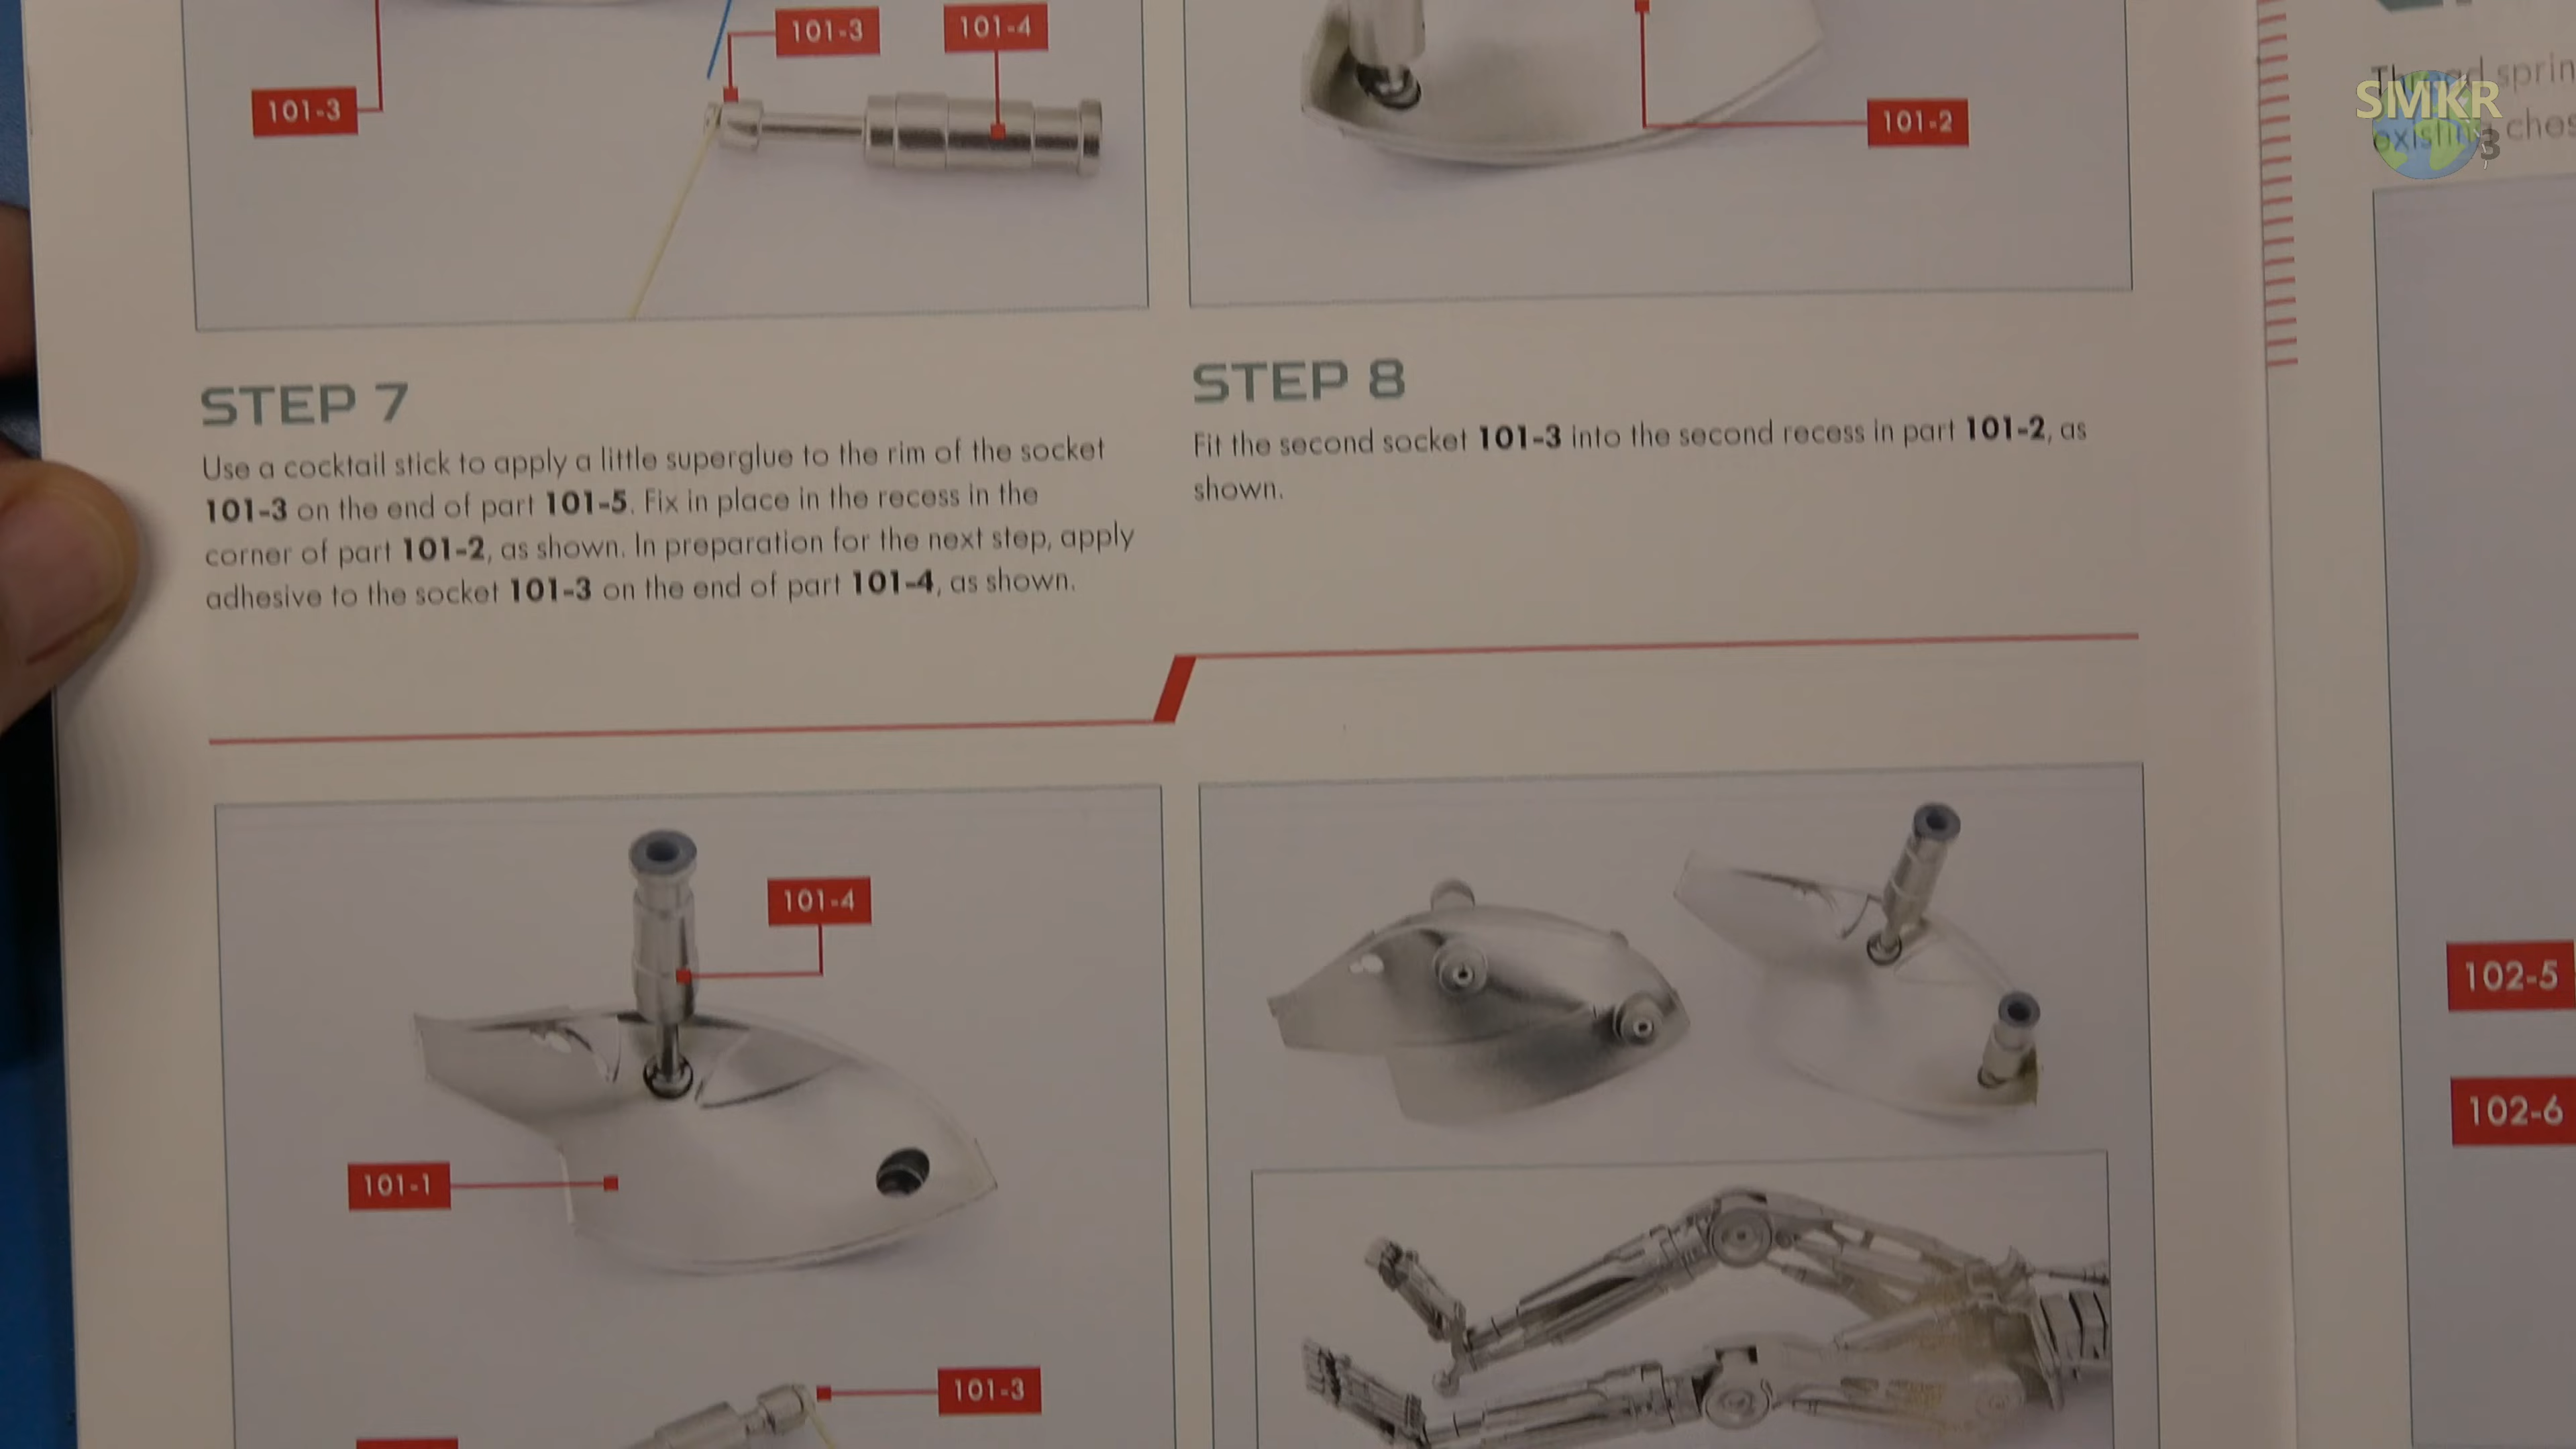 101-3
101-4
101-3
101-2
SMKR
3
STEP 7
Use a cocktail stick to apply a little superglue to the rim of the socket
101-3 on the end of part 101-5. Fix in place in the recess in the
corner of part 101-2, as shown. In preparation for the next step, apply
adhesive to the socket 101-3 on the end of part 101-4, as shown.
STEP 8
Fit the second socket 101-3 into the second recess in part 101-2, as
shown.
101-4
101-1
101-3
102-5
102-6